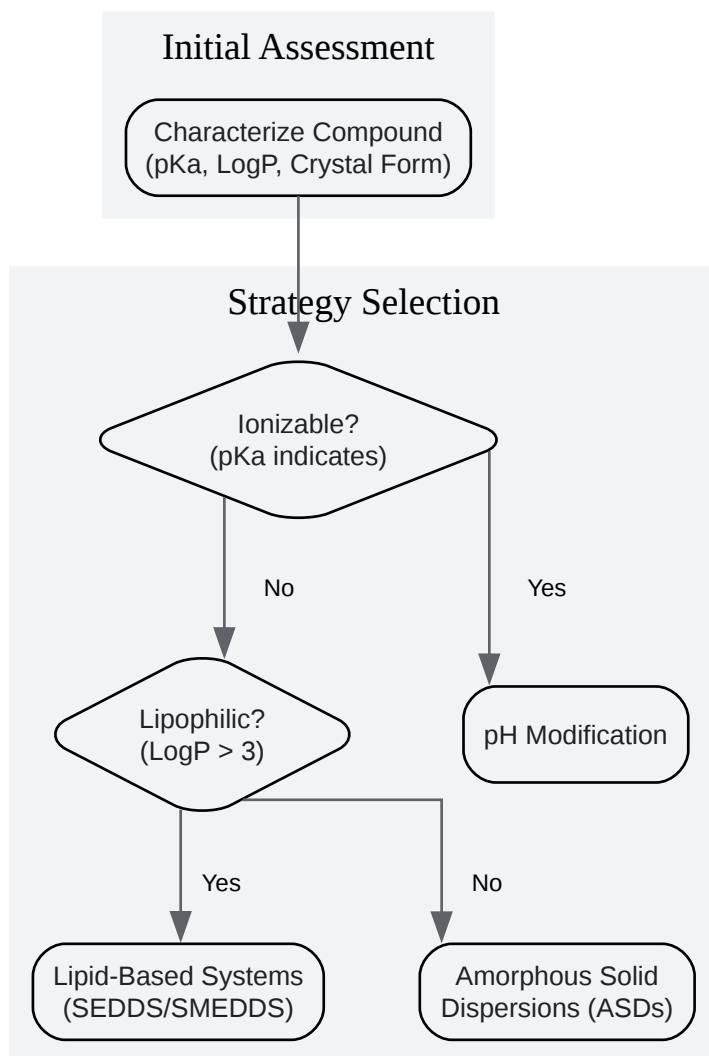 Initial Assessment
Characterize Compound
(pKa, LogP, Crystal Form)
Strategy Selection
Ionizable?
(pKa indicates)
No
Yes
Lipophilic?
(LogP > 3)
pH Modification
Yes
No
Lipid-Based Systems
(SEDDS/SMEDDS)
Amorphous Solid
Dispersions (ASDs)